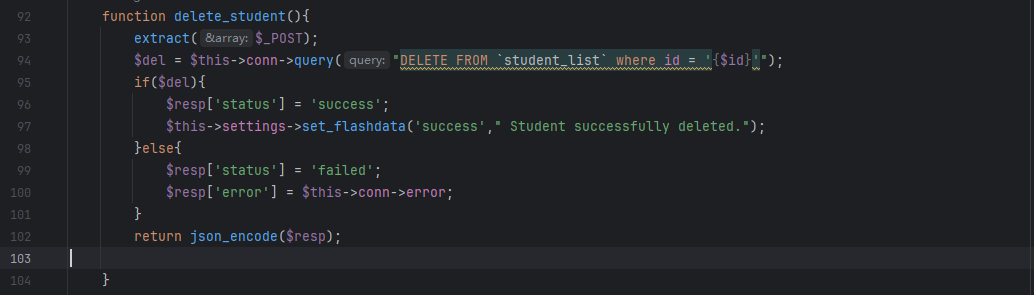 92 function delete_student(){
93 extract( &array: $_POST);
94 $del = $this->conn->query( query: "DELETE FROM `student_list` where id = '{$id}'");
95 if($del){
96 $resp['status'] = 'success';
97 $this->settings->set_flashdata('success'," Student successfully deleted.");
98 }else{
99 $resp['status'] = 'failed';
100 $resp['error'] = $this->conn->error;
101 }
102 return json_encode($resp);
103
104 }